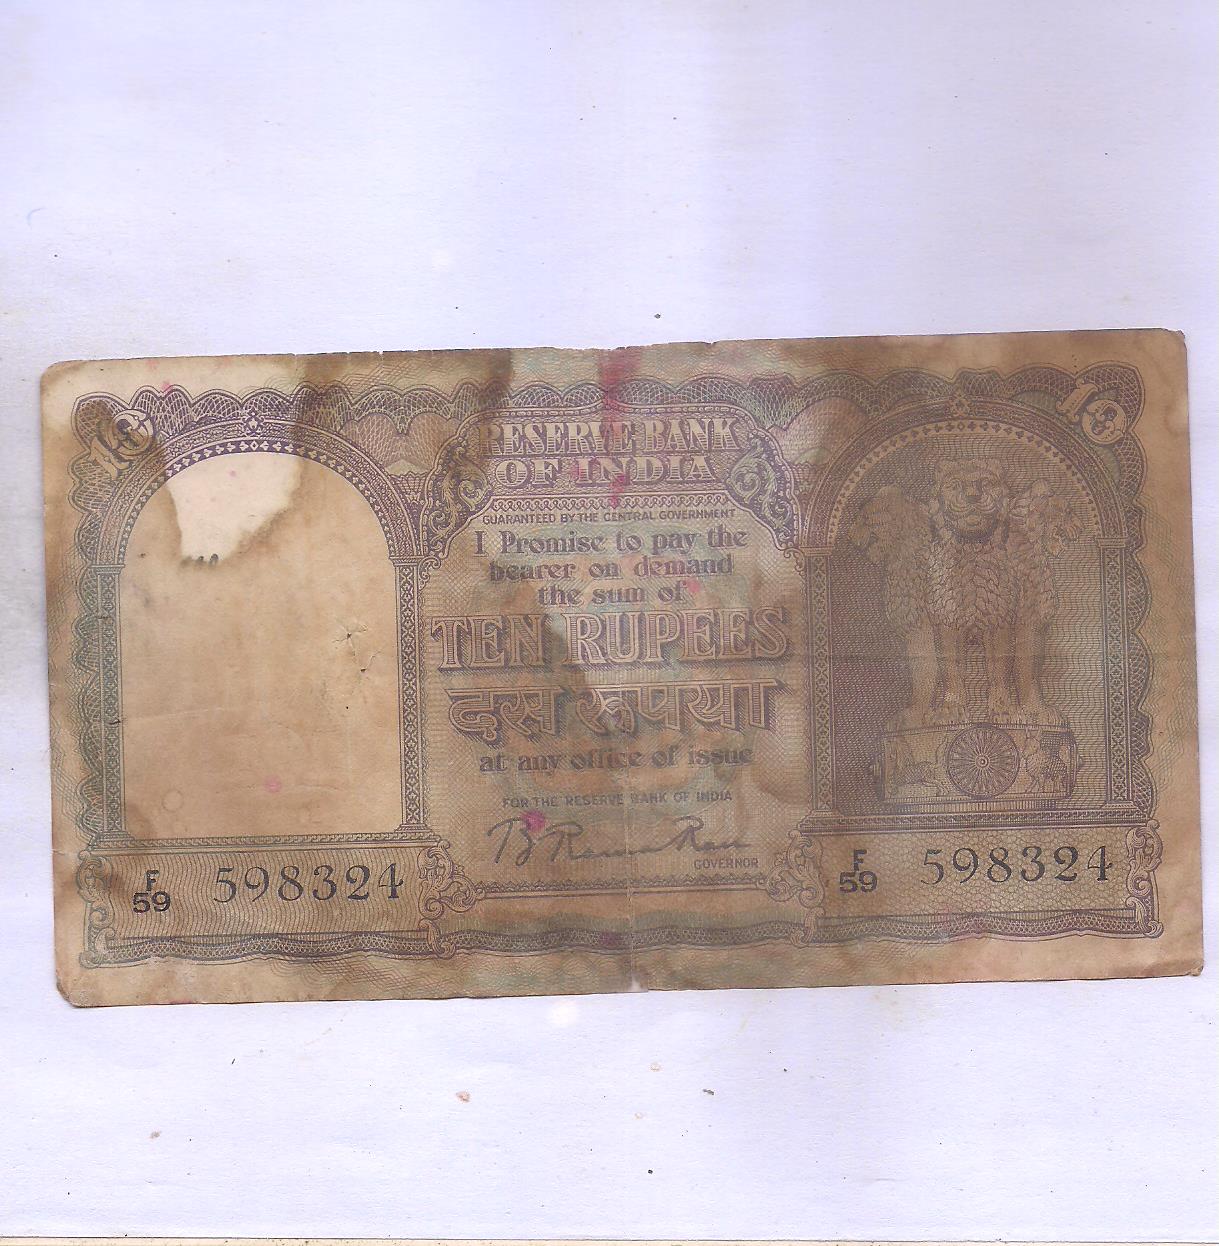 10 10
RESERVE BANK
OF INDIA
GUARANTEED BY THE CENTRAL GOVERNMENT
I Promise to pay the
bearer on demand
the sum of
TEN RUPEES
दस रूपया
at any office of issue
FOR THE RESERVE BANK OF INDIA
B. Rama Rau
GOVERNOR
F
59 598324
F
59 598324